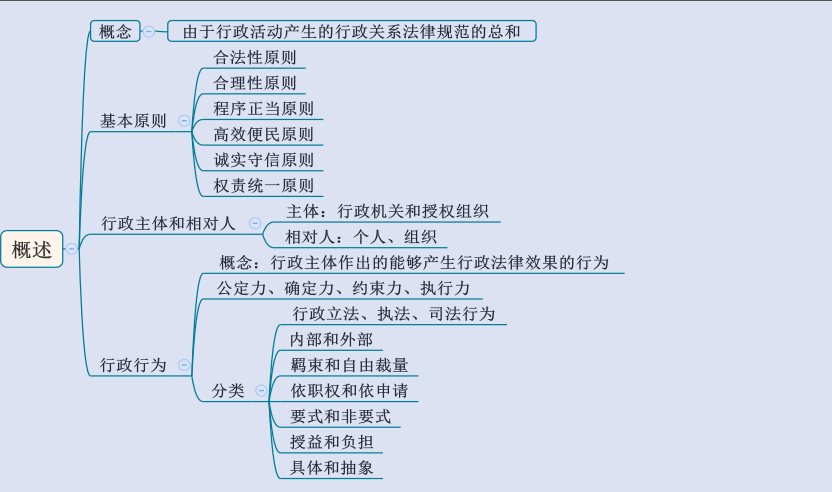 概述
概念
由于行政活动产生的行政关系法律规范的总和
基本原则
合法性原则
合理性原则
程序正当原则
高效便民原则
诚实守信原则
权责统一原则
行政主体和相对人
主体：行政机关和授权组织
相对人：个人、组织
行政行为
概念：行政主体作出的能够产生行政法律效果的行为
公定力、确定力、约束力、执行力
分类
行政立法、执法、司法行为
内部和外部
羁束和自由裁量
依职权和依申请
要式和非要式
授益和负担
具体和抽象